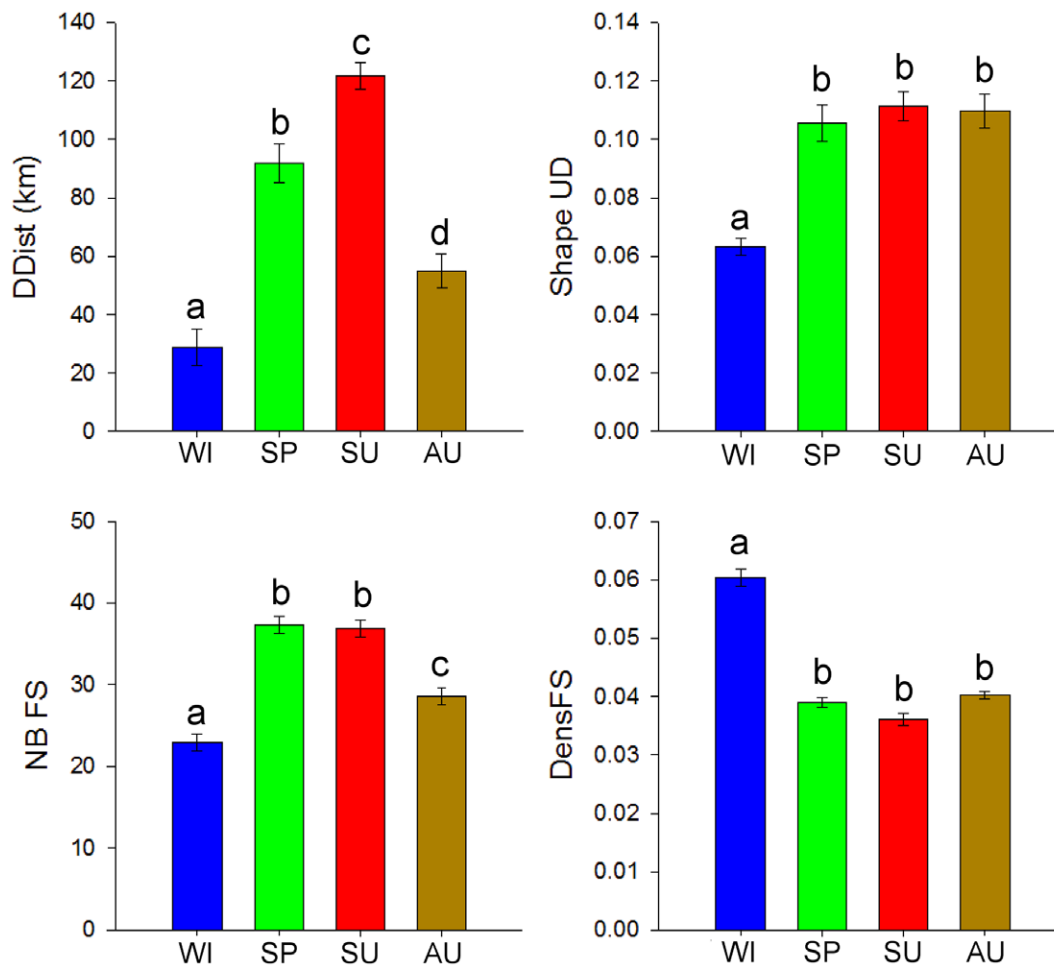 DDist (km)
140
120
100
80
60
40
20
0
a
b
c
d
WI SP SU AU
Shape UD
0.14
0.12
0.10
0.08
0.06
0.04
0.02
0.00
a
b
b
b
WI SP SU AU
NB FS
50
40
30
20
10
0
a
b
b
c
WI SP SU AU
DensFS
0.07
0.06
0.05
0.04
0.03
0.02
0.01
0.00
a
b
b
b
WI SP SU AU